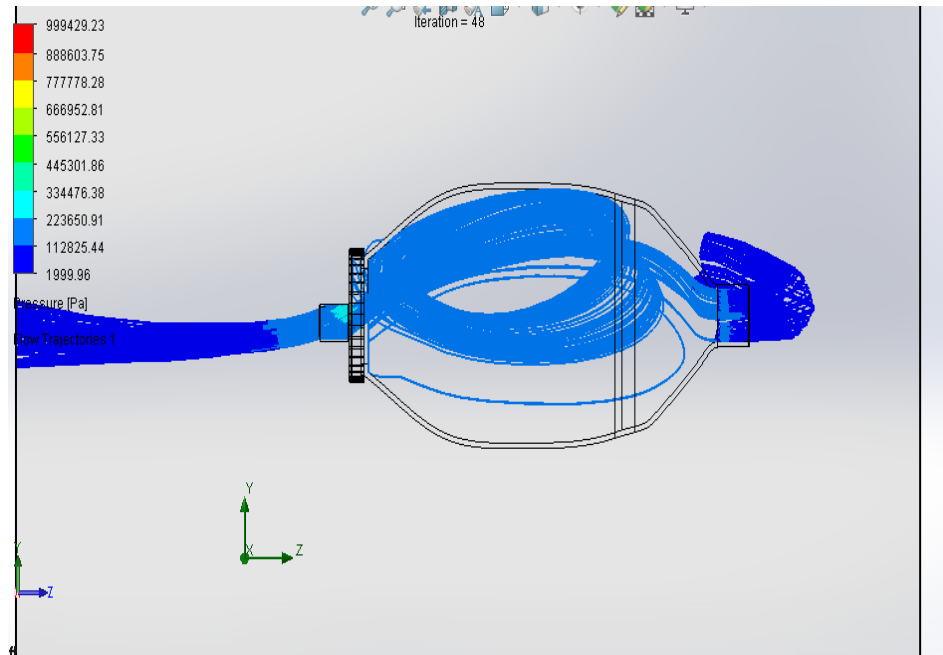 Iteration = 48
999429.23
888603.75
777778.28
666952.81
556127.33
445301.86
334476.38
223650.91
112825.44
1999.96
Pressure [Pa]
Flow Trajectories 1
Y
X
Z
Y
Z